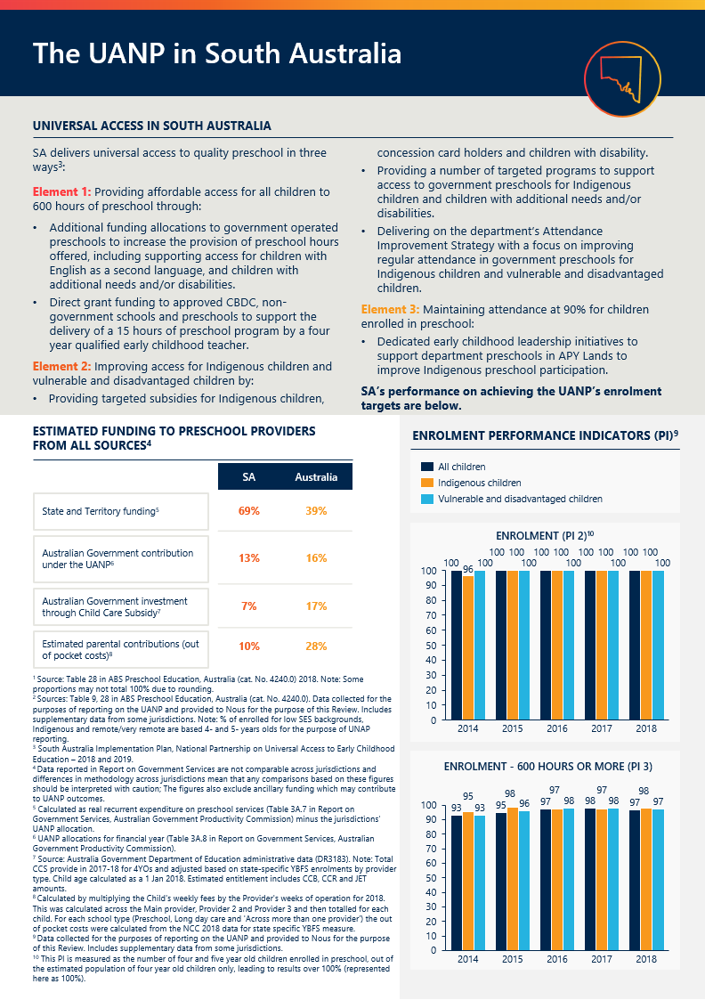 The UANP in South Australia
UNIVERSAL ACCESS IN SOUTH AUSTRALIA
SA delivers universal access to quality preschool in three
ways³:
Element 1: Providing affordable access for all children to
600 hours of preschool through:
• Additional funding allocations to government operated
preschools to increase the provision of preschool hours
offered, including supporting access for children with
English as a second language, and children with
additional needs and/or disabilities.
• Direct grant funding to approved CBDC, non-
government schools and preschools to support the
delivery of a 15 hours of preschool program by a four
year qualified early childhood teacher.
Element 2: Improving access for Indigenous children and
vulnerable and disadvantaged children by:
• Providing targeted subsidies for Indigenous children,
concession card holders and children with disability.
• Providing a number of targeted programs to support
access to government preschools for Indigenous
children and children with additional needs and/or
disabilities.
• Delivering on the department's Attendance
Improvement Strategy with a focus on improving
regular attendance in government preschools for
Indigenous children and vulnerable and disadvantaged
children.
Element 3: Maintaining attendance at 90% for children
enrolled in preschool:
• Dedicated early childhood leadership initiatives to
support department preschools in APY Lands to
improve Indigenous preschool participation.
SA's performance on achieving the UANP's enrolment
targets are below.
ESTIMATED FUNDING TO PRESCHOOL PROVIDERS
FROM ALL SOURCES⁴
SA Australia
State and Territory funding⁵ 69% 39%
Australian Government contribution
under the UANP⁶ 13% 16%
Australian Government investment
through Child Care Subsidy⁷ 7% 17%
Estimated parental contributions (out
of pocket costs)⁸ 10% 28%
¹ Source: Table 28 in ABS Preschool Education, Australia (cat. No. 4240.0) 2018. Note: Some
proportions may not total 100% due to rounding.
² Sources: Table 9, 28 in ABS Preschool Education, Australia (cat. No. 4240.0). Data collected for the
purposes of reporting on the UANP and provided to Nous for the purpose of this Review. Includes
supplementary data from some jurisdictions. Note: % of enrolled for low SES backgrounds,
Indigenous and remote/very remote are based 4- and 5- years olds for the purpose of UNAP
reporting.
³ South Australia Implementation Plan, National Partnership on Universal Access to Early Childhood
Education – 2018 and 2019.
⁴ Data reported in Report on Government Services are not comparable across jurisdictions and
differences in methodology across jurisdictions mean that any comparisons based on these figures
should be interpreted with caution; The figures also exclude ancillary funding which may contribute
to UANP outcomes.
⁵ Calculated as real recurrent expenditure on preschool services (Table 3A.7 in Report on
Government Services, Australian Government Productivity Commission) minus the jurisdictions'
UANP allocation.
⁶ UANP allocations for financial year (Table 3A.8 in Report on Government Services, Australian
Government Productivity Commission).
⁷ Source: Australia Government Department of Education administrative data (DR3183). Note: Total
CCS provide in 2017-18 for 4YOs and adjusted based on state-specific YBFS enrolments by provider
type. Child age calculated as a 1 Jan 2018. Estimated entitlement includes CCB, CCR and JET
amounts.
⁸ Calculated by multiplying the Child's weekly fees by the Provider's weeks of operation for 2018.
This was calculated across the Main provider, Provider 2 and Provider 3 and then totalled for each
child. For each school type (Preschool, Long day care and 'Across more than one provider') the out
of pocket costs were calculated from the NCC 2018 data for state specific YBFS measure.
⁹ Data collected for the purposes of reporting on the UANP and provided to Nous for the purpose
of this Review. Includes supplementary data from some jurisdictions.
¹⁰ This PI is measured as the number of four and five year old children enrolled in preschool, out of
the estimated population of four year old children only, leading to results over 100% (represented
here as 100%).
ENROLMENT PERFORMANCE INDICATORS (PI)⁹
All children
Indigenous children
Vulnerable and disadvantaged children
ENROLMENT (PI 2)¹⁰
100 100 100 100 100 100 100 100
100 96 100 100 100 100 100
100
90
80
70
60
50
40
30
20
10
0
2014 2015 2016 2017 2018
ENROLMENT - 600 HOURS OR MORE (PI 3)
93 95 93 95 98 96 97 97 98 98 97 98 97 98 97
100
90
80
70
60
50
40
30
20
10
0
2014 2015 2016 2017 2018